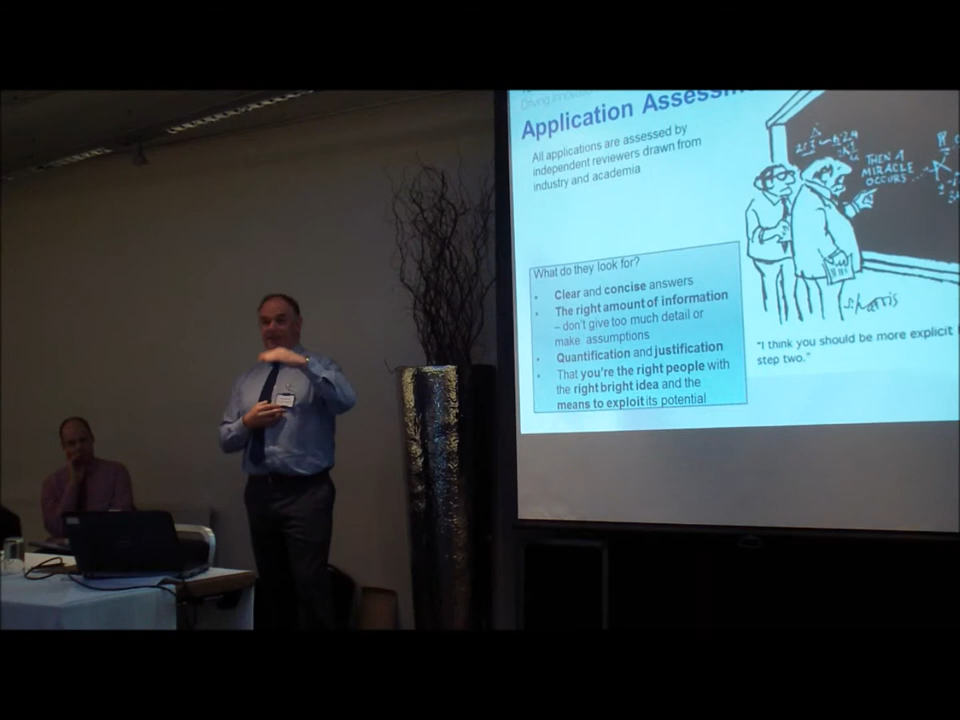 Driving innov
Application Assessm
All applications are assessed by
independent reviewers drawn from
industry and academia
What do they look for?
• Clear and concise answers
• The right amount of information
– don't give too much detail or
make assumptions
• Quantification and justification
• That you're the right people with
the right bright idea and the
means to exploit its potential
THEN A
MIRACLE
OCCURS
S. Harris
"I think you should be more explicit
step two."